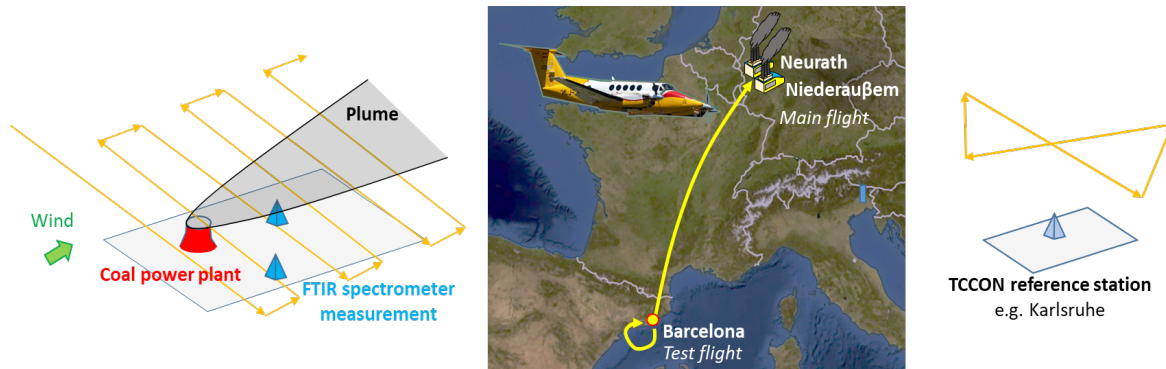 Plume
Wind
Coal power plant
FTIR spectrometer
measurement
Neurath
Niederauβem
Main flight
Barcelona
Test flight
TCCON reference station
e.g. Karlsruhe